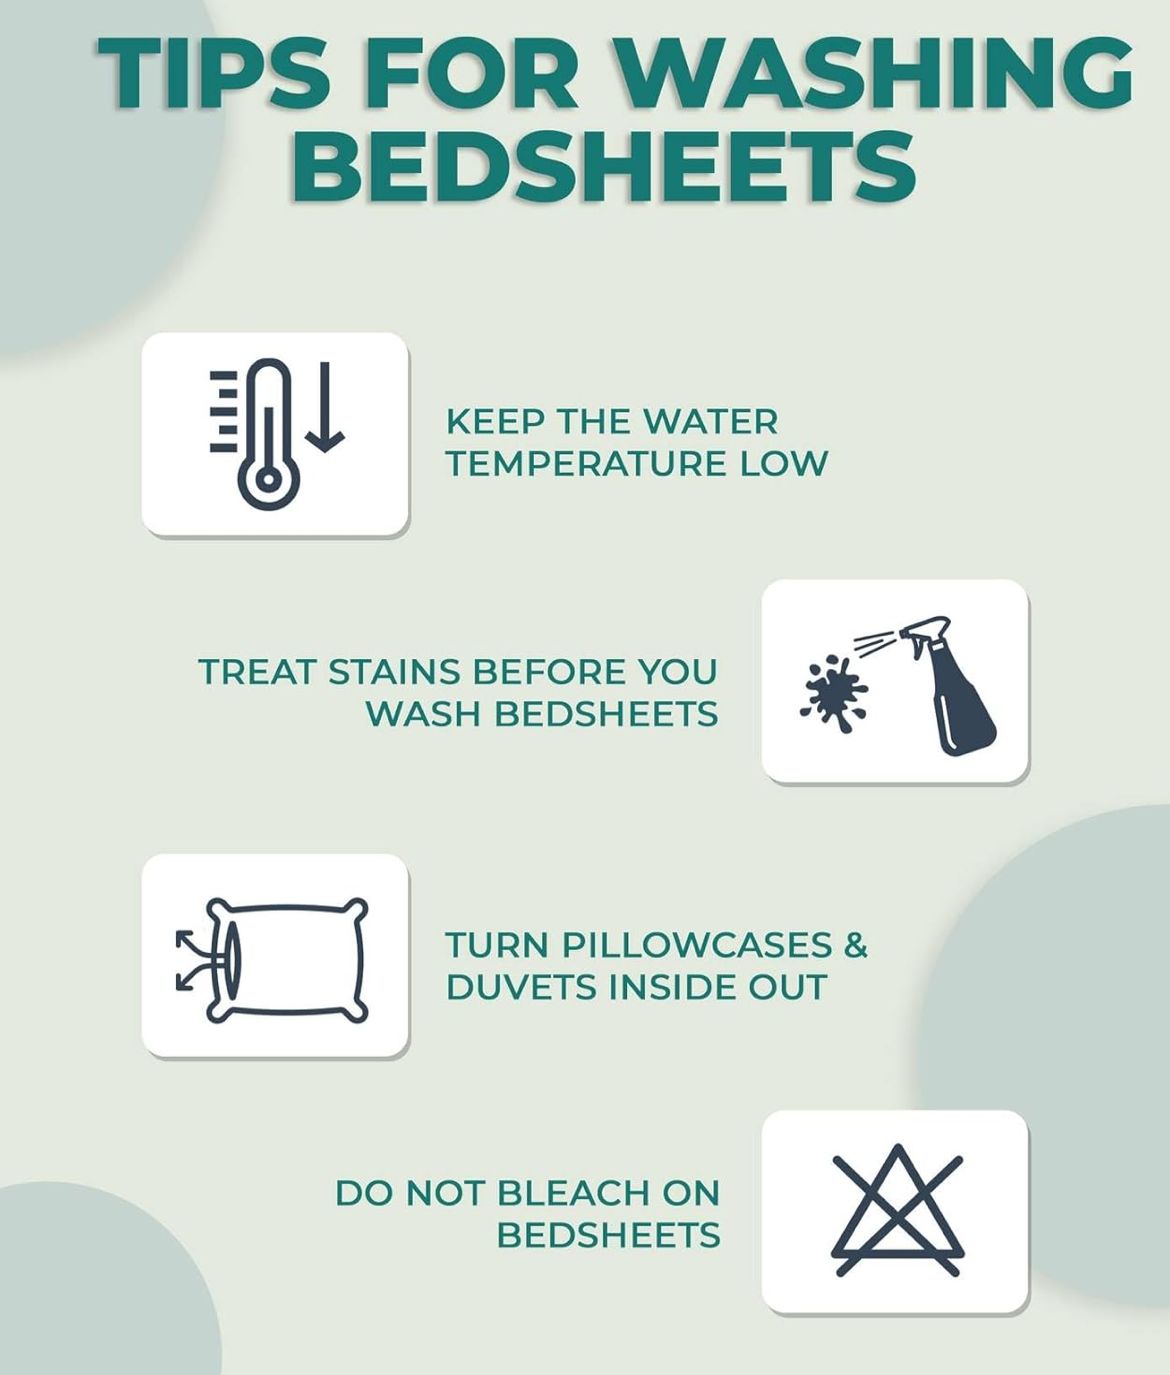 TIPS FOR WASHING
BEDSHEETS
KEEP THE WATER
TEMPERATURE LOW
TREAT STAINS BEFORE YOU
WASH BEDSHEETS
TURN PILLOWCASES &
DUVETS INSIDE OUT
DO NOT BLEACH ON
BEDSHEETS